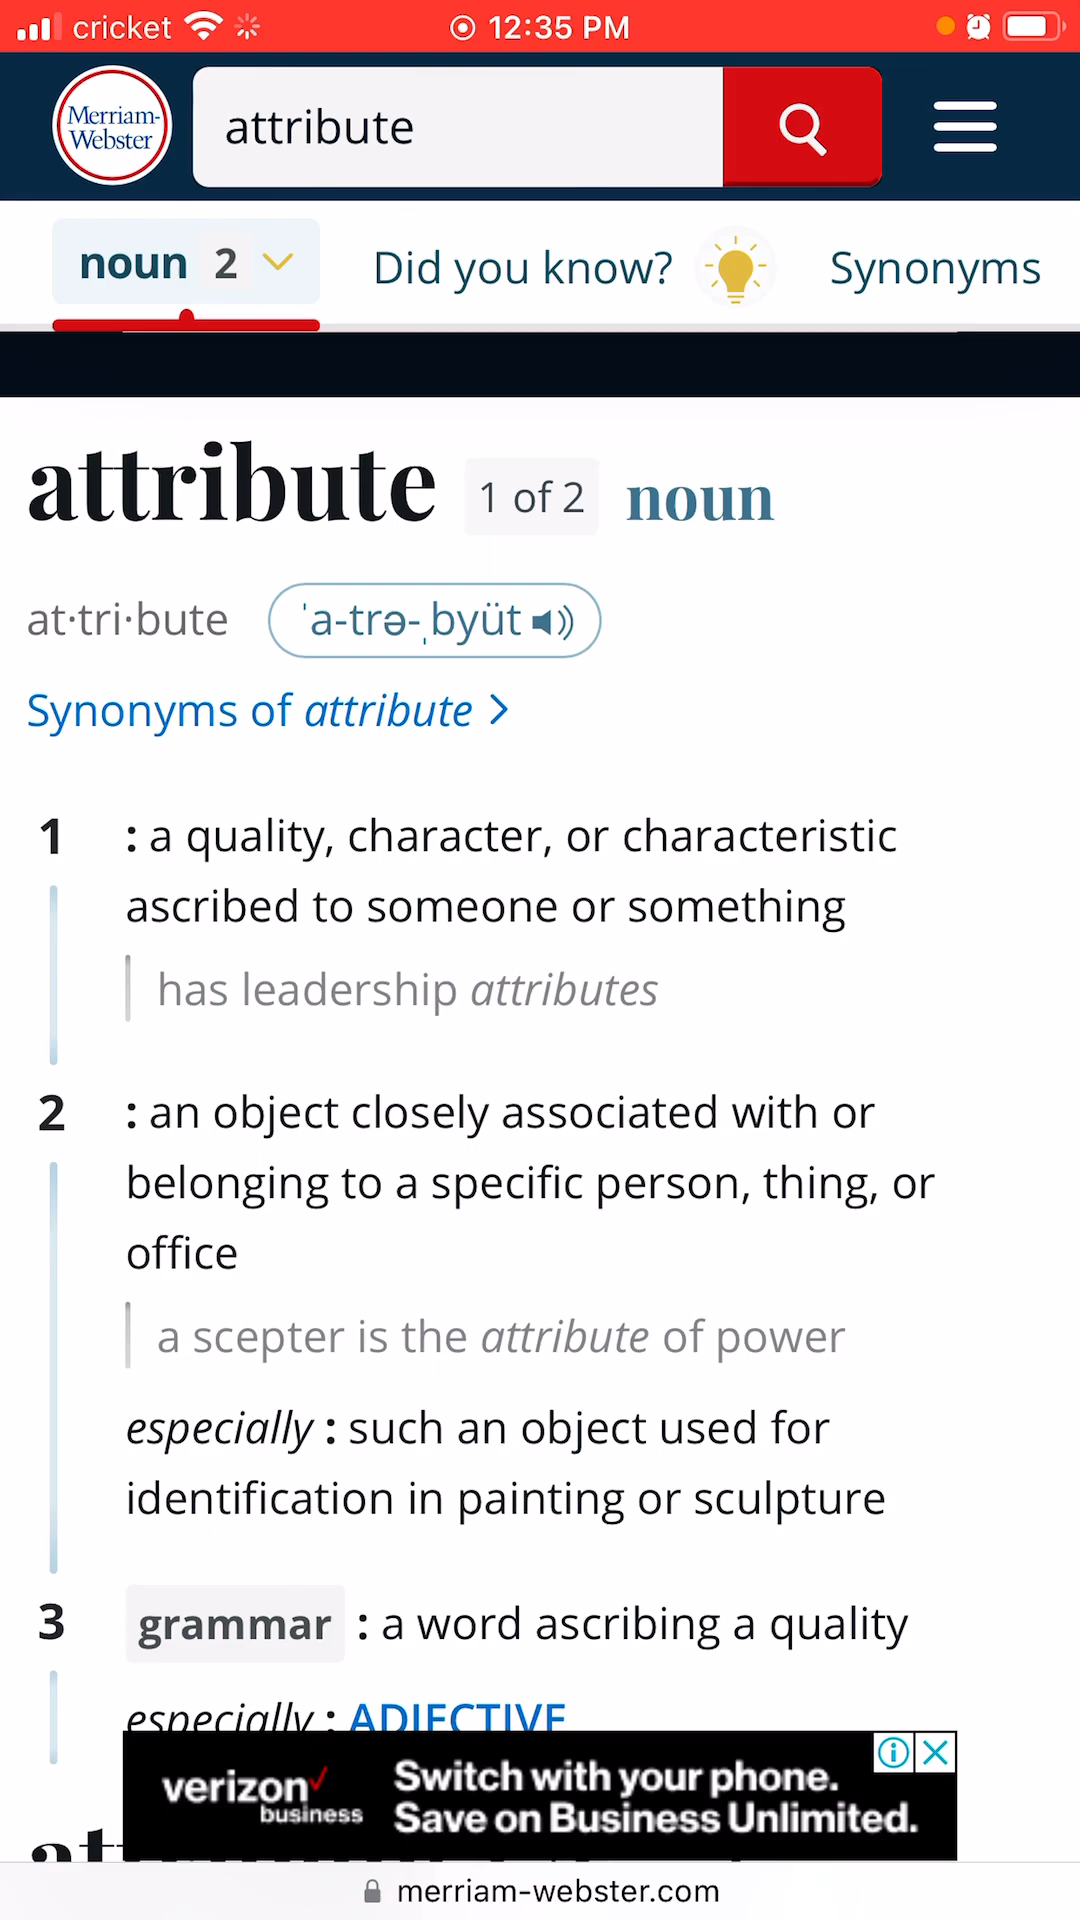 cricket 12:35 PM
Merriam-
Webster
attribute
noun 2 Did you know? Synonyms
attribute 1 of 2 noun
at·tri·bute ˈa-trə-ˌbyüt
Synonyms of attribute >
1 : a quality, character, or characteristic
ascribed to someone or something
has leadership attributes
2 : an object closely associated with or
belonging to a specific person, thing, or
office
a scepter is the attribute of power
especially : such an object used for
identification in painting or sculpture
3 grammar : a word ascribing a quality
especially : ADJECTIVE
verizon
business
Switch with your phone.
Save on Business Unlimited.
merriam-webster.com